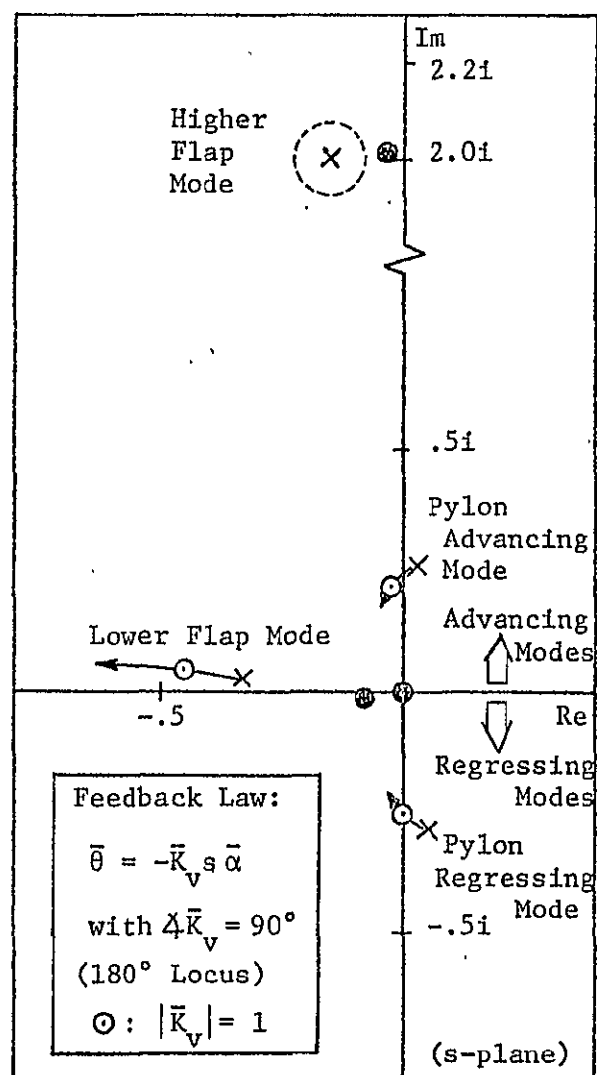 Im
2.2i
Higher
Flap
Mode
2.0i
.5i
Pylon
Advancing
Mode
Lower Flap Mode
Advancing
Modes
-.5
Re
Regressing
Modes
Feedback Law:
θ̄ = -K̄ᵥs ᾱ
with ∡K̄ᵥ = 90°
(180° Locus)
⊙: |K̄ᵥ| = 1
Pylon
Regressing
Mode
-.5i
(s-plane)